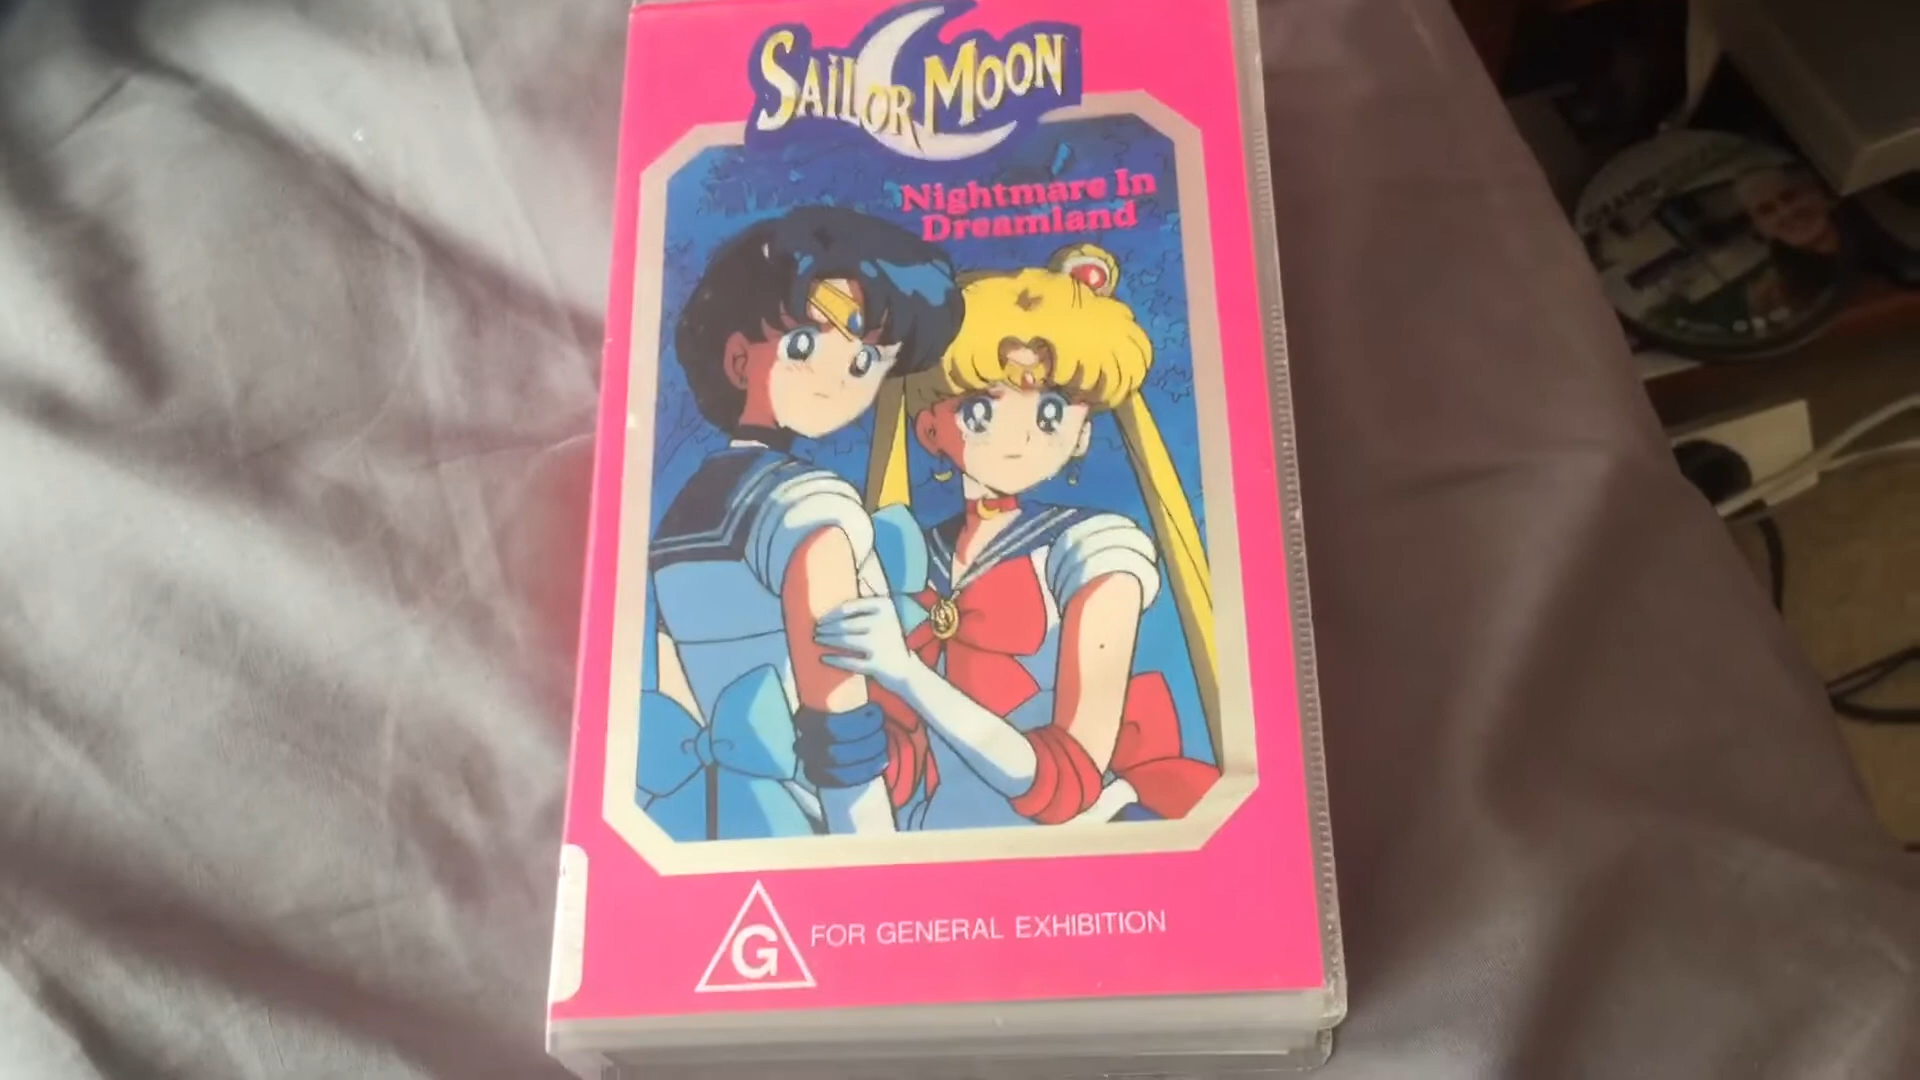 SAILOR MOON
Nightmare In
Dreamland
G
FOR GENERAL EXHIBITION